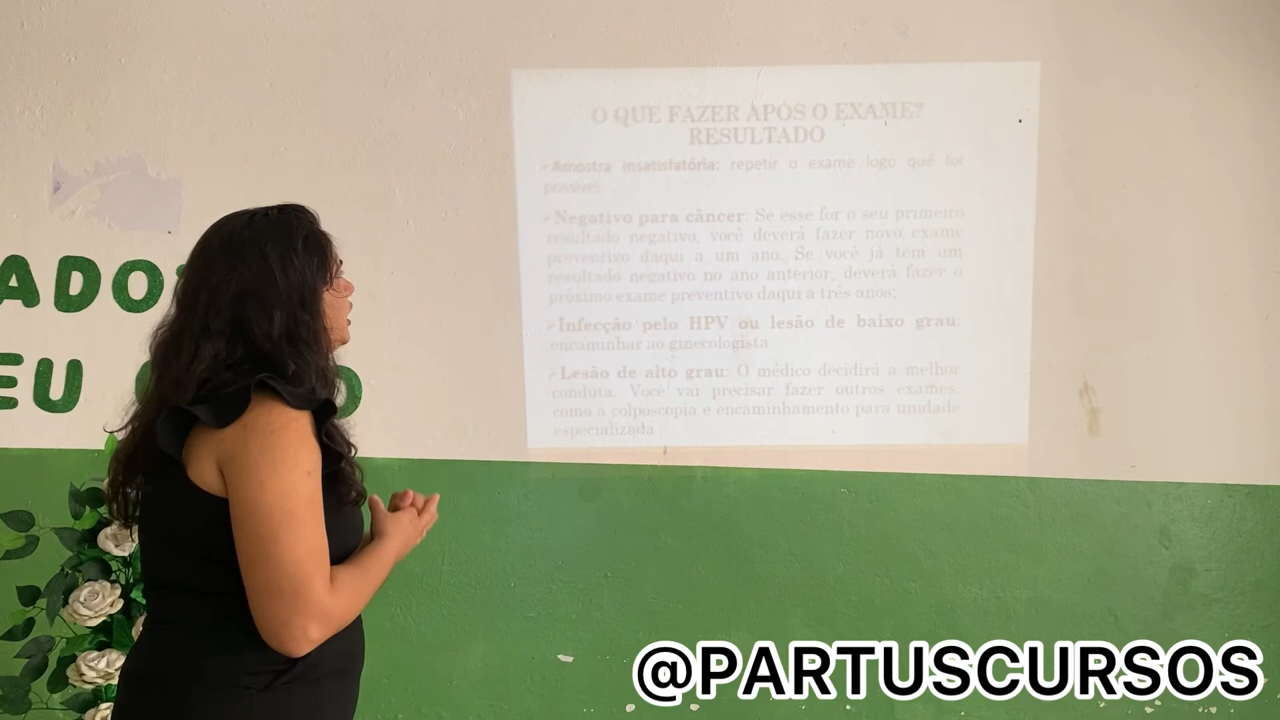 ADO
EU
O QUE FAZER APÓS O EXAME?
RESULTADO
➢Amostra insatisfatória: repetir o exame logo que for
possível.
➢Negativo para câncer: Se esse for o seu primeiro
resultado negativo, você deverá fazer novo exame
preventivo daqui a um ano. Se você já tem um
resultado negativo no ano anterior, deverá fazer o
próximo exame preventivo daqui a três anos;
➢Infecção pelo HPV ou lesão de baixo grau:
encaminhar ao ginecologista
➢Lesão de alto grau: O médico decidirá a melhor
conduta. Você vai precisar fazer outros exames,
como a colposcopia e encaminhamento para unidade
especializada
@PARTUSCURSOS